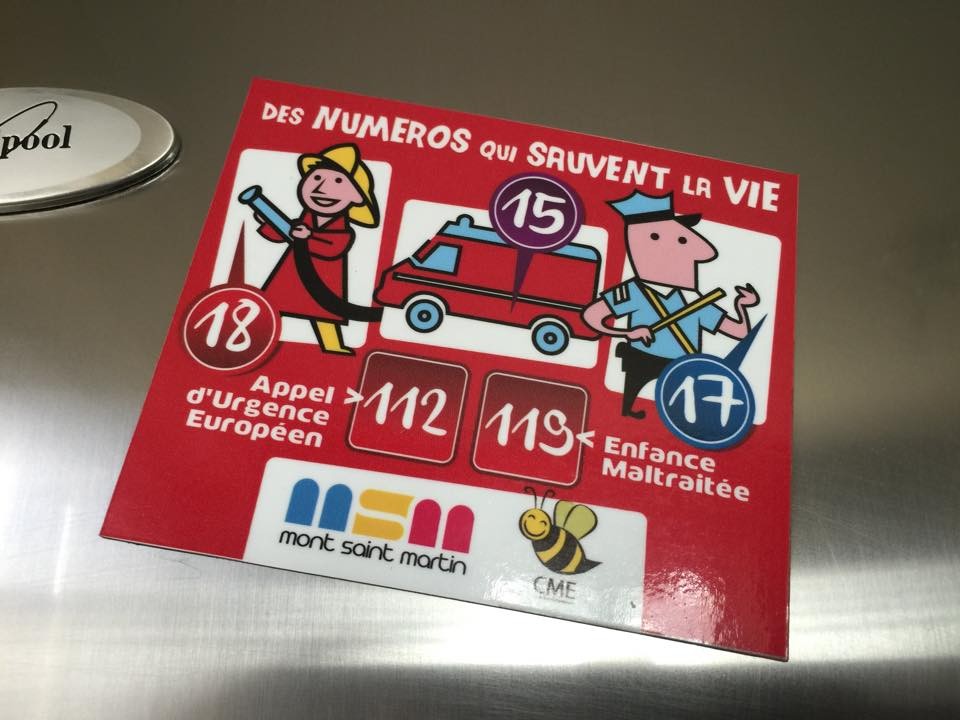 pool
DES NUMEROS QUI SAUVENT LA VIE
15
18
17
Appel
d'Urgence
Européen
>112
119<
Enfance
Maltraitée
msm
mont saint martin
CME